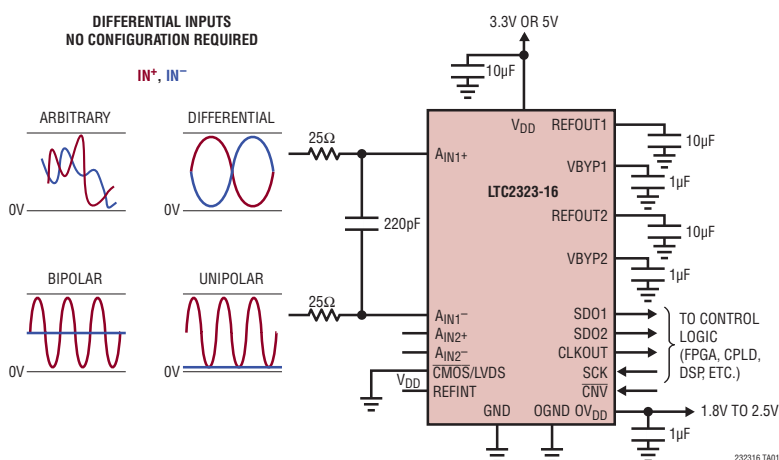 DIFFERENTIAL INPUTS
NO CONFIGURATION REQUIRED
IN+, IN−
ARBITRARY
0V
DIFFERENTIAL
0V
BIPOLAR
0V
UNIPOLAR
0V
25Ω
220pF
25Ω
3.3V OR 5V
10µF
VDD
AIN1+
LTC2323-16
REFOUT1
10µF
VBYP1
1µF
REFOUT2
10µF
VBYP2
1µF
AIN1−
AIN2+
AIN2−
CMOS/LVDS
VDD
REFINT
SDO1
SDO2
CLKOUT
SCK
CNV
TO CONTROL
LOGIC
(FPGA, CPLD,
DSP, ETC.)
GND
OGND
OVDD
1.8V TO 2.5V
1µF
232316 TA01